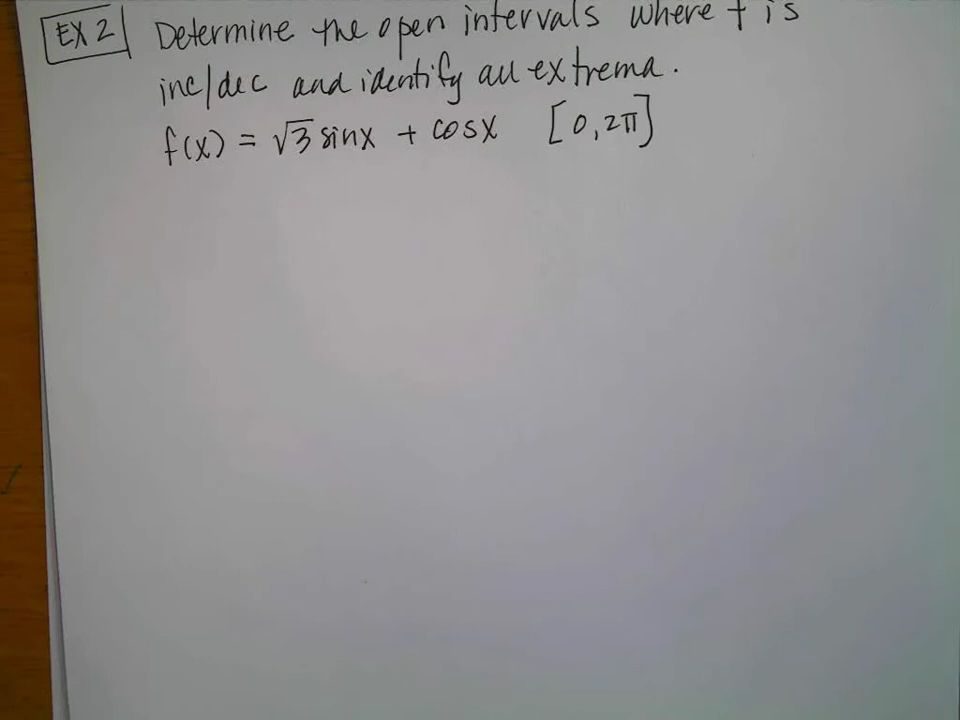 EX 2 Determine the open intervals where f is
inc/dec and identify all extrema.
f(x) = √3 sinx + cosx [0, 2π]